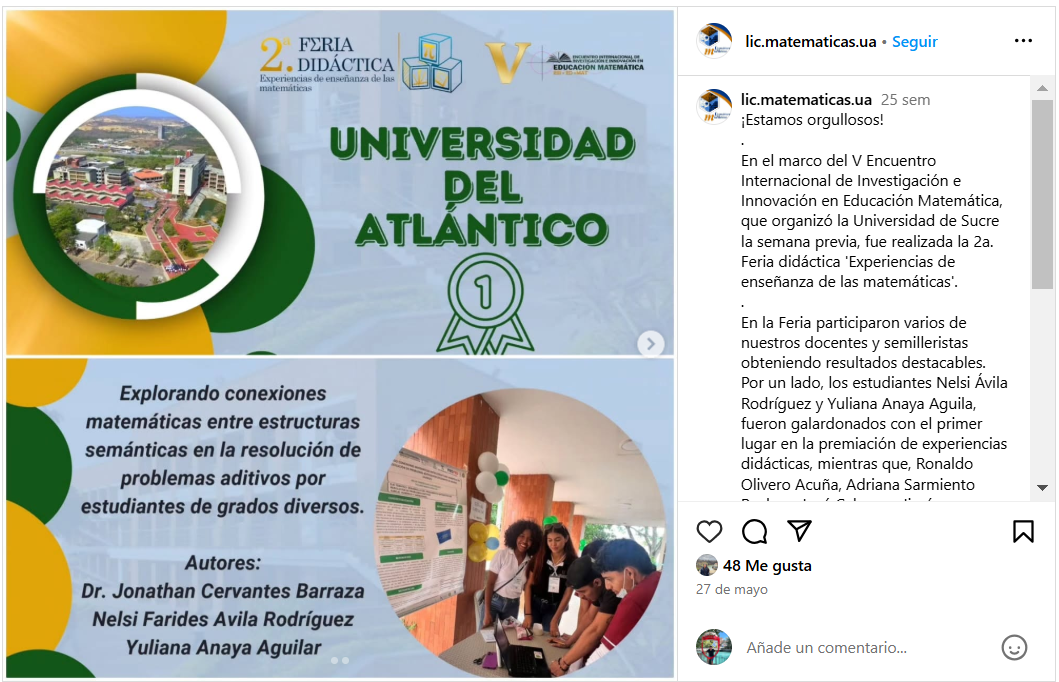 2.ª FERIA
DIDÁCTICA
Experiencias de enseñanza de las
matemáticas
V
ENCUENTRO INTERNACIONAL DE
INVESTIGACIÓN E INNOVACIÓN EN
EDUCACIÓN MATEMÁTICA
UNIVERSIDAD
DEL
ATLÁNTICO
1
Explorando conexiones
matemáticas entre estructuras
semánticas en la resolución de
problemas aditivos por
estudiantes de grados diversos.
Autores:
Dr. Jonathan Cervantes Barraza
Nelsi Farides Avila Rodríguez
Yuliana Anaya Aguilar
lic.matematicas.ua • Seguir
lic.matematicas.ua 25 sem
¡Estamos orgullosos!
.
En el marco del V Encuentro
Internacional de Investigación e
Innovación en Educación Matemática,
que organizó la Universidad de Sucre
la semana previa, fue realizada la 2a.
Feria didáctica 'Experiencias de
enseñanza de las matemáticas'.
.
En la Feria participaron varios de
nuestros docentes y semilleristas
obteniendo resultados destacables.
Por un lado, los estudiantes Nelsi Ávila
Rodríguez y Yuliana Anaya Aguila,
fueron galardonados con el primer
lugar en la premiación de experiencias
didácticas, mientras que, Ronaldo
Olivero Acuña, Adriana Sarmiento
48 Me gusta
27 de mayo
Añade un comentario...